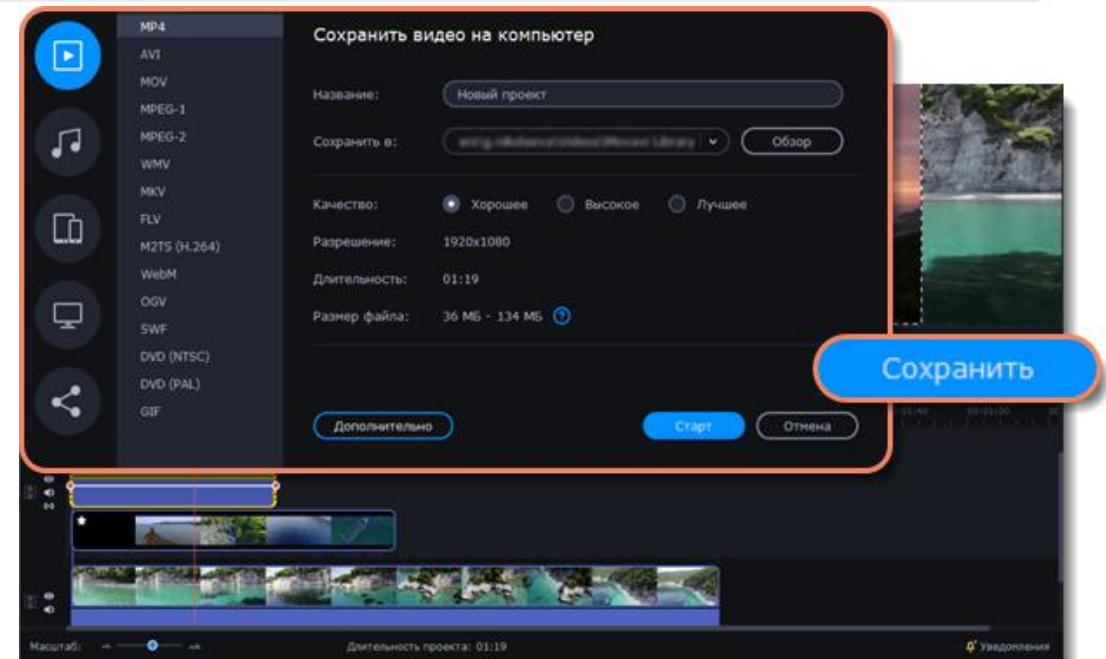 MP4
AVI
MOV
MPEG-1
MPEG-2
WMV
MKV
FLV
M2TS (H.264)
WebM
OGV
SWF
DVD (NTSC)
DVD (PAL)
GIF
Сохранить видео на компьютер
Название: Новый проект
Сохранить в: Обзор
Качество: Хорошее Высокое Лучшее
Разрешение: 1920x1080
Длительность: 01:19
Размер файла: 36 МБ - 134 МБ ?
Дополнительно Старт Отмена
Сохранить
Масштаб: Длительность проекта: 01:19 Уведомления